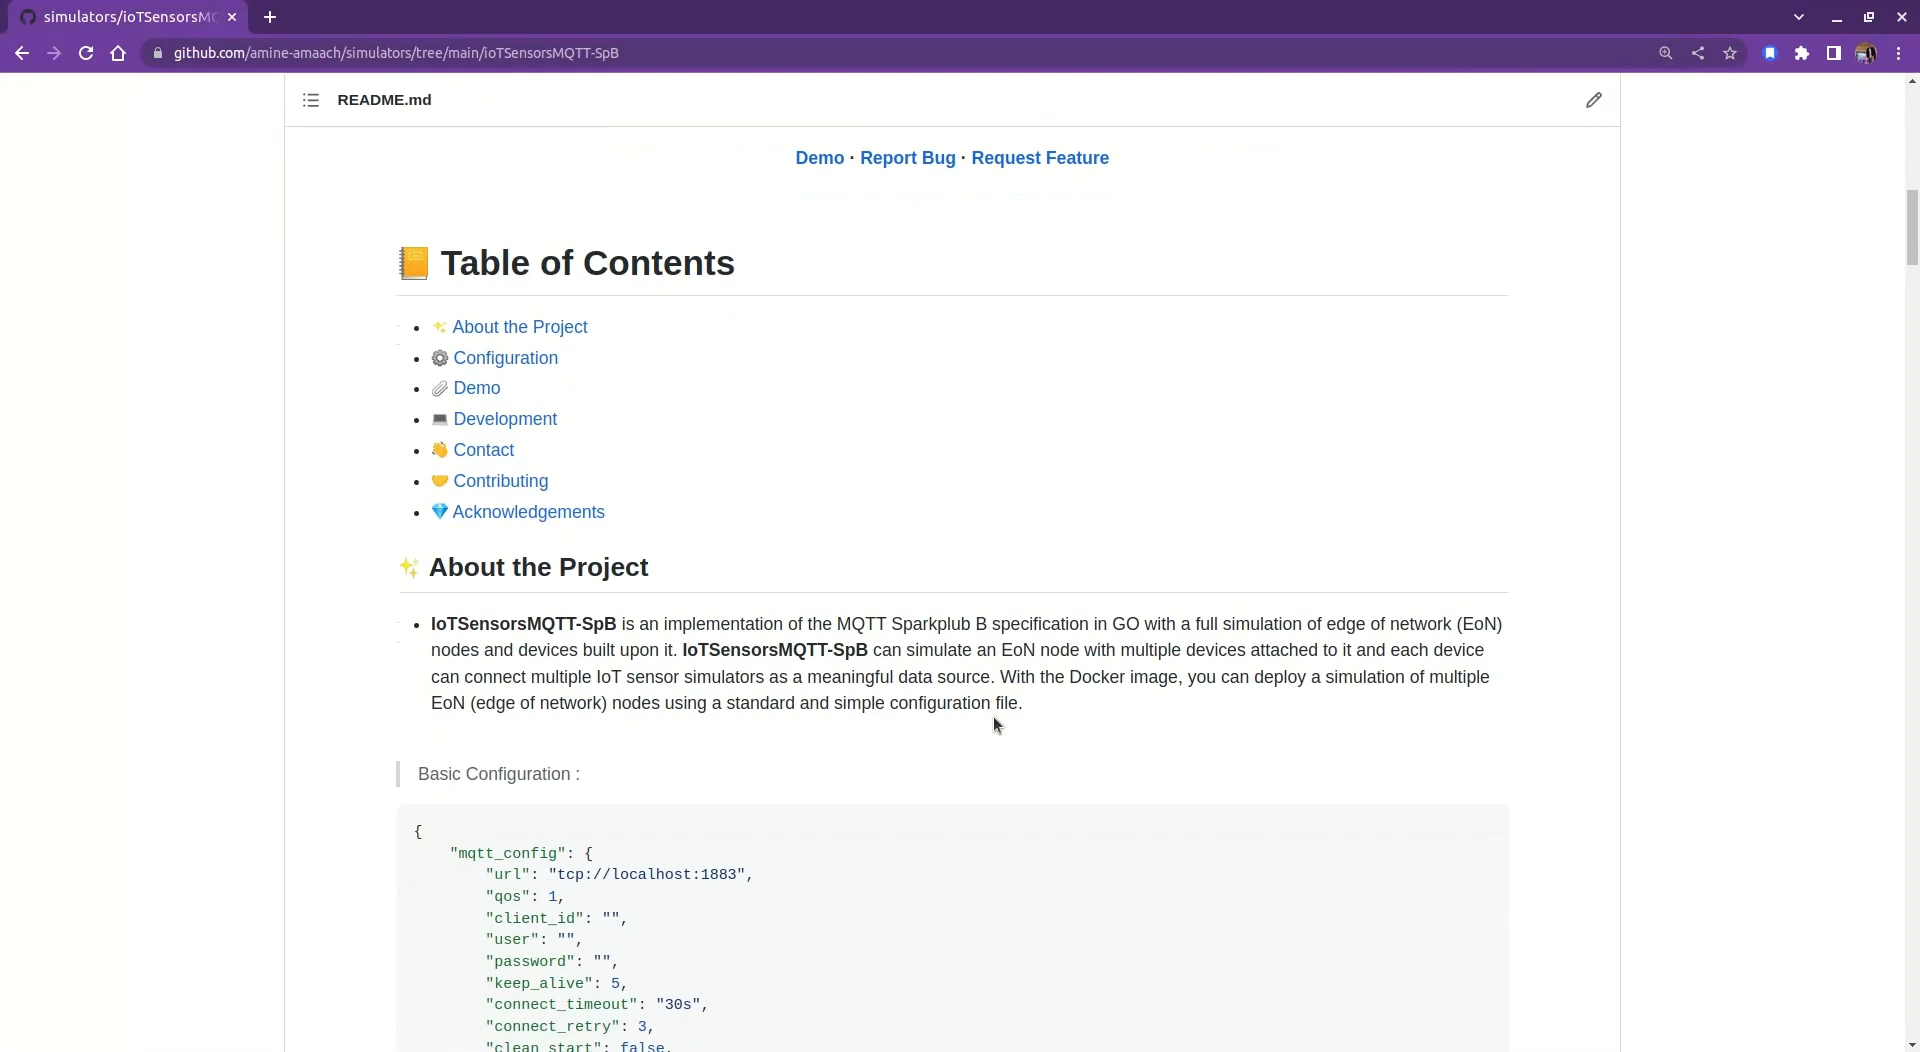 simulators/ioTSensorsM
github.com/amine-amaach/simulators/tree/main/ioTSensorsMQTT-SpB
README.md
Demo · Report Bug · Request Feature
Table of Contents
About the Project
Configuration
Demo
Development
Contact
Contributing
Acknowledgements
About the Project
IoTSensorsMQTT-SpB is an implementation of the MQTT Sparkplub B specification in GO with a full simulation of edge of network (EoN)
nodes and devices built upon it. IoTSensorsMQTT-SpB can simulate an EoN node with multiple devices attached to it and each device
can connect multiple IoT sensor simulators as a meaningful data source. With the Docker image, you can deploy a simulation of multiple
EoN (edge of network) nodes using a standard and simple configuration file.
Basic Configuration :
{
"mqtt_config": {
"url": "tcp://localhost:1883",
"qos": 1,
"client_id": "",
"user": "",
"password": "",
"keep_alive": 5,
"connect_timeout": "30s",
"connect_retry": 3,
"clean_start": false,